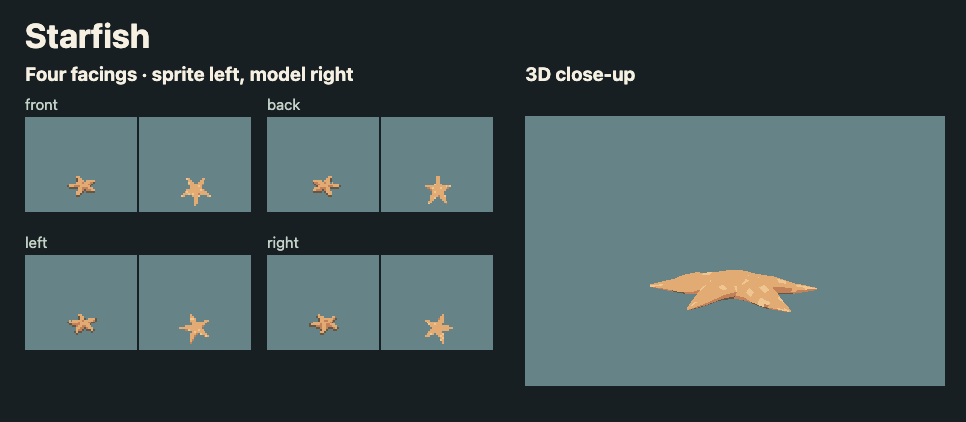 Starfish
Four facings · sprite left, model right
3D close-up
front
back
left
right